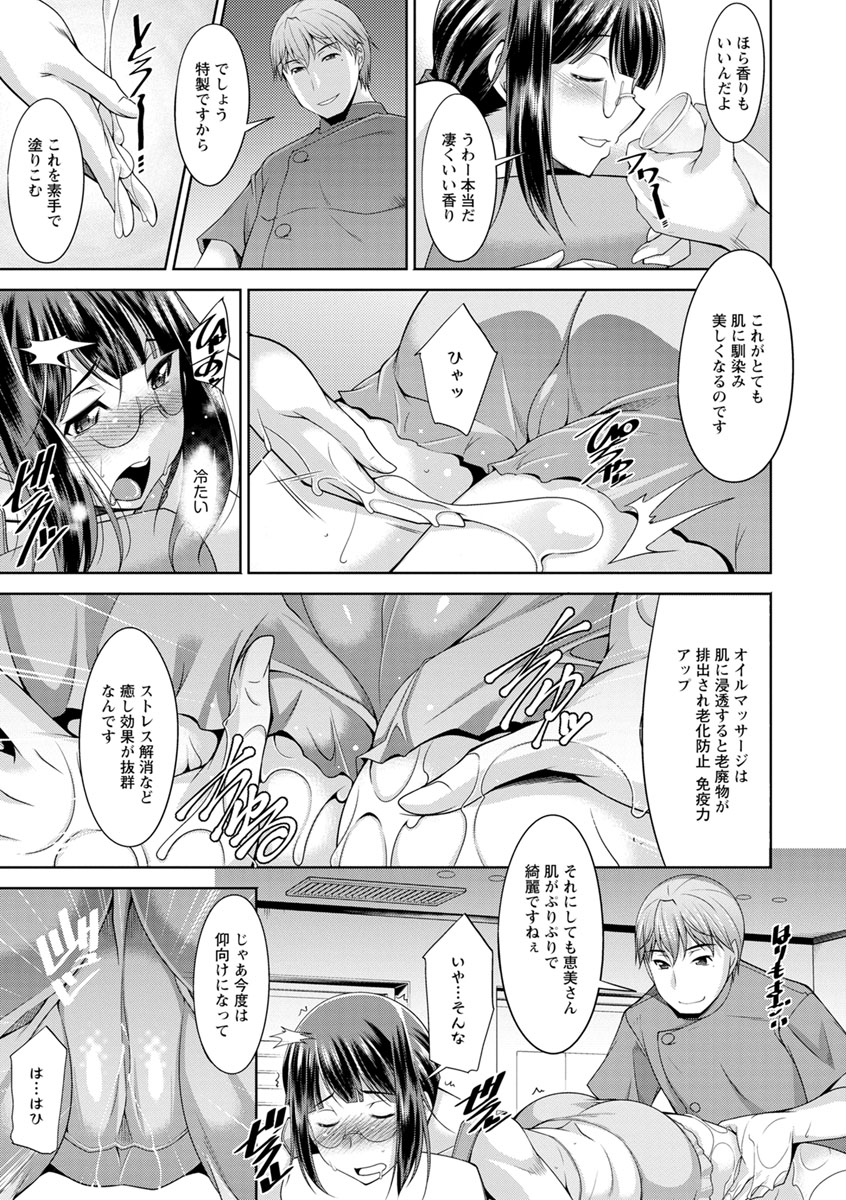 ほら香りも
いいんだよ
うわー本当だ
凄くいい香り
でしょう
特製ですから
とろー
これを素手で
塗りこむ
これがとても
肌に馴染み
美しくなるのです
ひゃッ
冷たい
オイルマッサージは
肌に浸透すると老廃物が
排出され老化防止 免疫力
アップ
ストレス解消など
癒し効果が抜群
なんです
それにしても恵美さん
肌がぷりぷりで
綺麗ですねぇ
いや…そんな
じゃあ今度は
仰向けになって
は…はひ